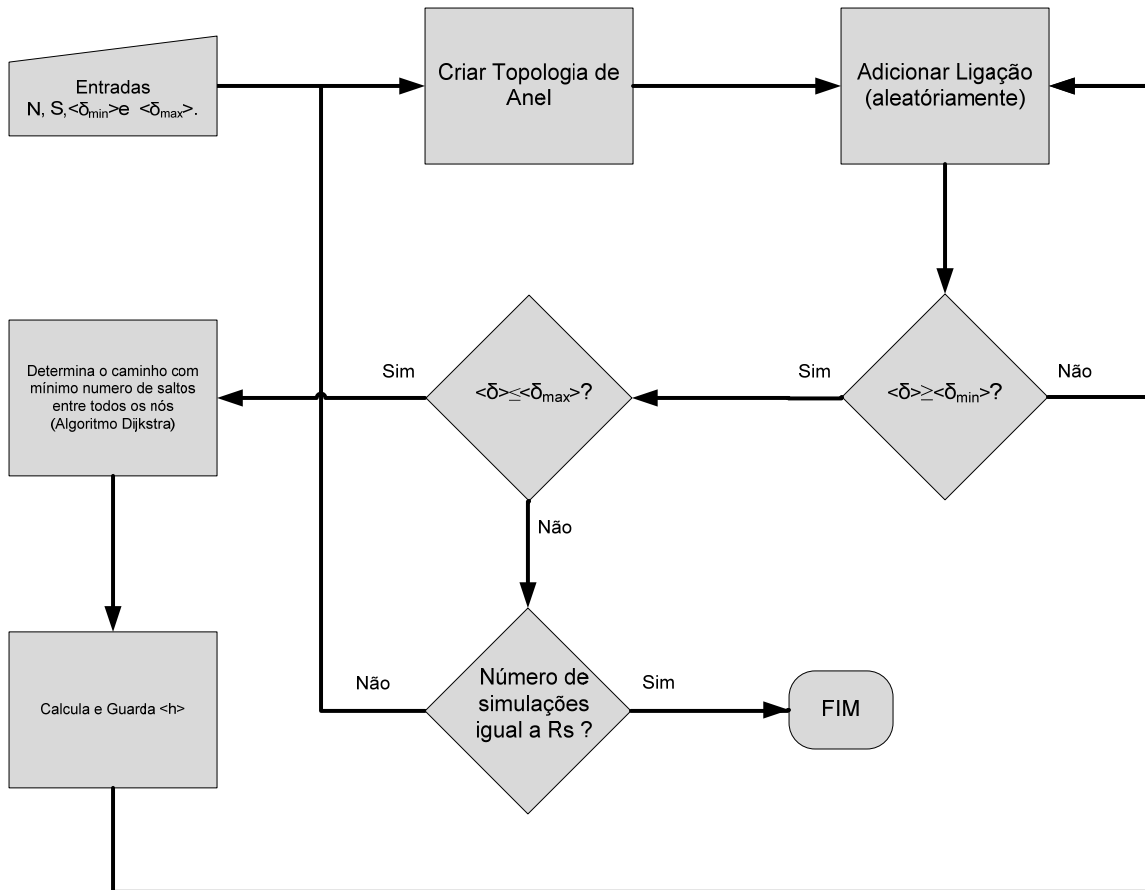 Entradas
N, S,<δmin>e <δmax>.
Criar Topologia de
Anel
Adicionar Ligação
(aleatóriamente)
Determina o caminho com
mínimo numero de saltos
entre todos os nós
(Algoritmo Dijkstra)
Sim
<δ>≤<δmax>?
Sim
<δ>≥<δmin>?
Não
Não
Calcula e Guarda <h>
Não
Número de
simulações
igual a Rs ?
Sim
FIM